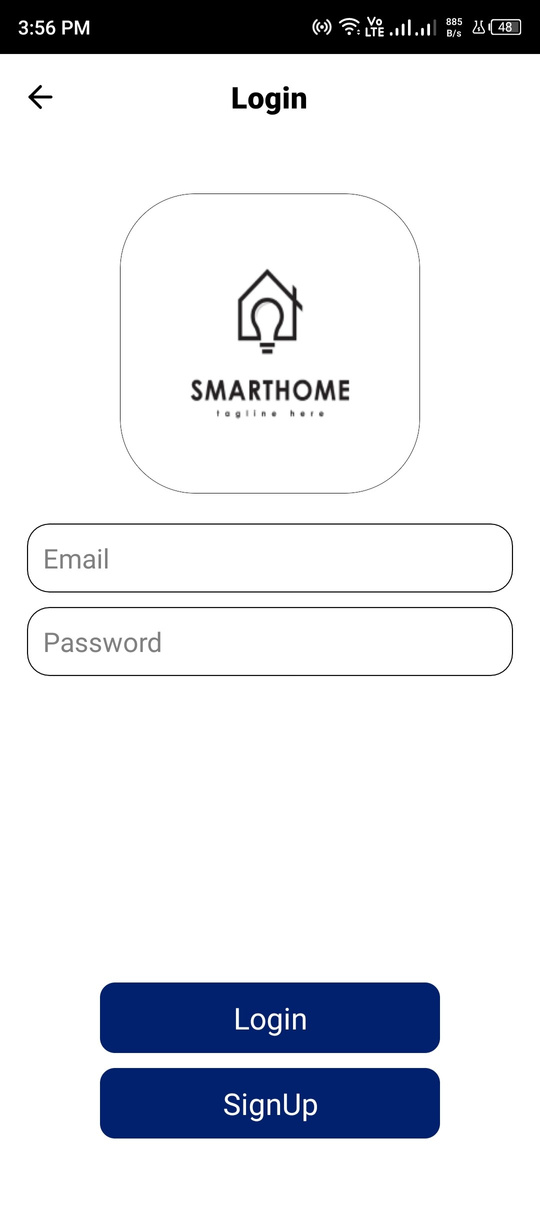 3:56 PM Vo LTE 885 B/s 48
Login
SMARTHOME
tagline here
Email
Password
Login
SignUp